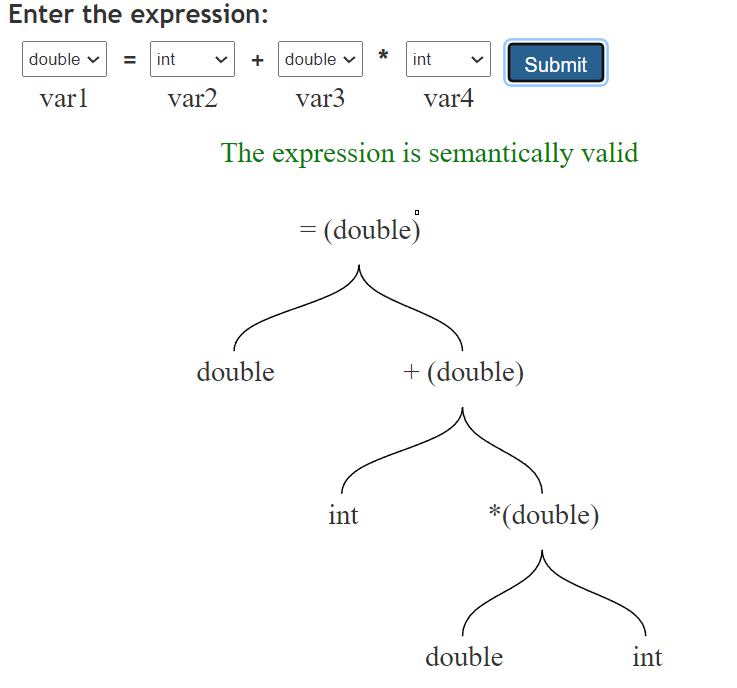 Enter the expression:
double = int + double * int Submit
var1 var2 var3 var4
The expression is semantically valid
= (double)
double + (double)
int *(double)
double int